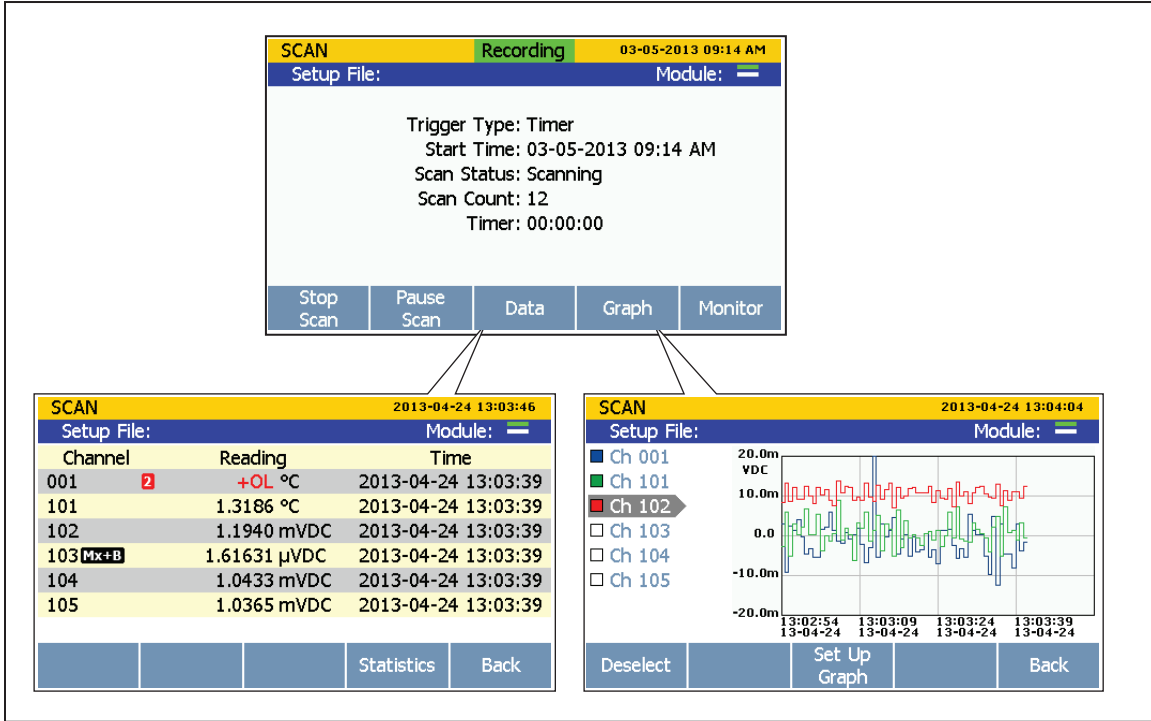 SCAN Recording 03-05-2013 09:14 AM
Setup File: Module:
Trigger Type: Timer
Start Time: 03-05-2013 09:14 AM
Scan Status: Scanning
Scan Count: 12
Timer: 00:00:00
Stop Scan Pause Scan Data Graph Monitor
SCAN 2013-04-24 13:03:46
Setup File: Module:
Channel Reading Time
001 2 +OL °C 2013-04-24 13:03:39
101 1.3186 °C 2013-04-24 13:03:39
102 1.1940 mVDC 2013-04-24 13:03:39
103 Mx+B 1.61631 µVDC 2013-04-24 13:03:39
104 1.0433 mVDC 2013-04-24 13:03:39
105 1.0365 mVDC 2013-04-24 13:03:39
Statistics Back
SCAN 2013-04-24 13:04:04
Setup File: Module:
Ch 001
Ch 101
Ch 102
Ch 103
Ch 104
Ch 105
20.0m
VDC
10.0m
0.0
-10.0m
-20.0m
13:02:54 13:03:09 13:03:24 13:03:39
13-04-24 13-04-24 13-04-24 13-04-24
Deselect Set Up Graph Back